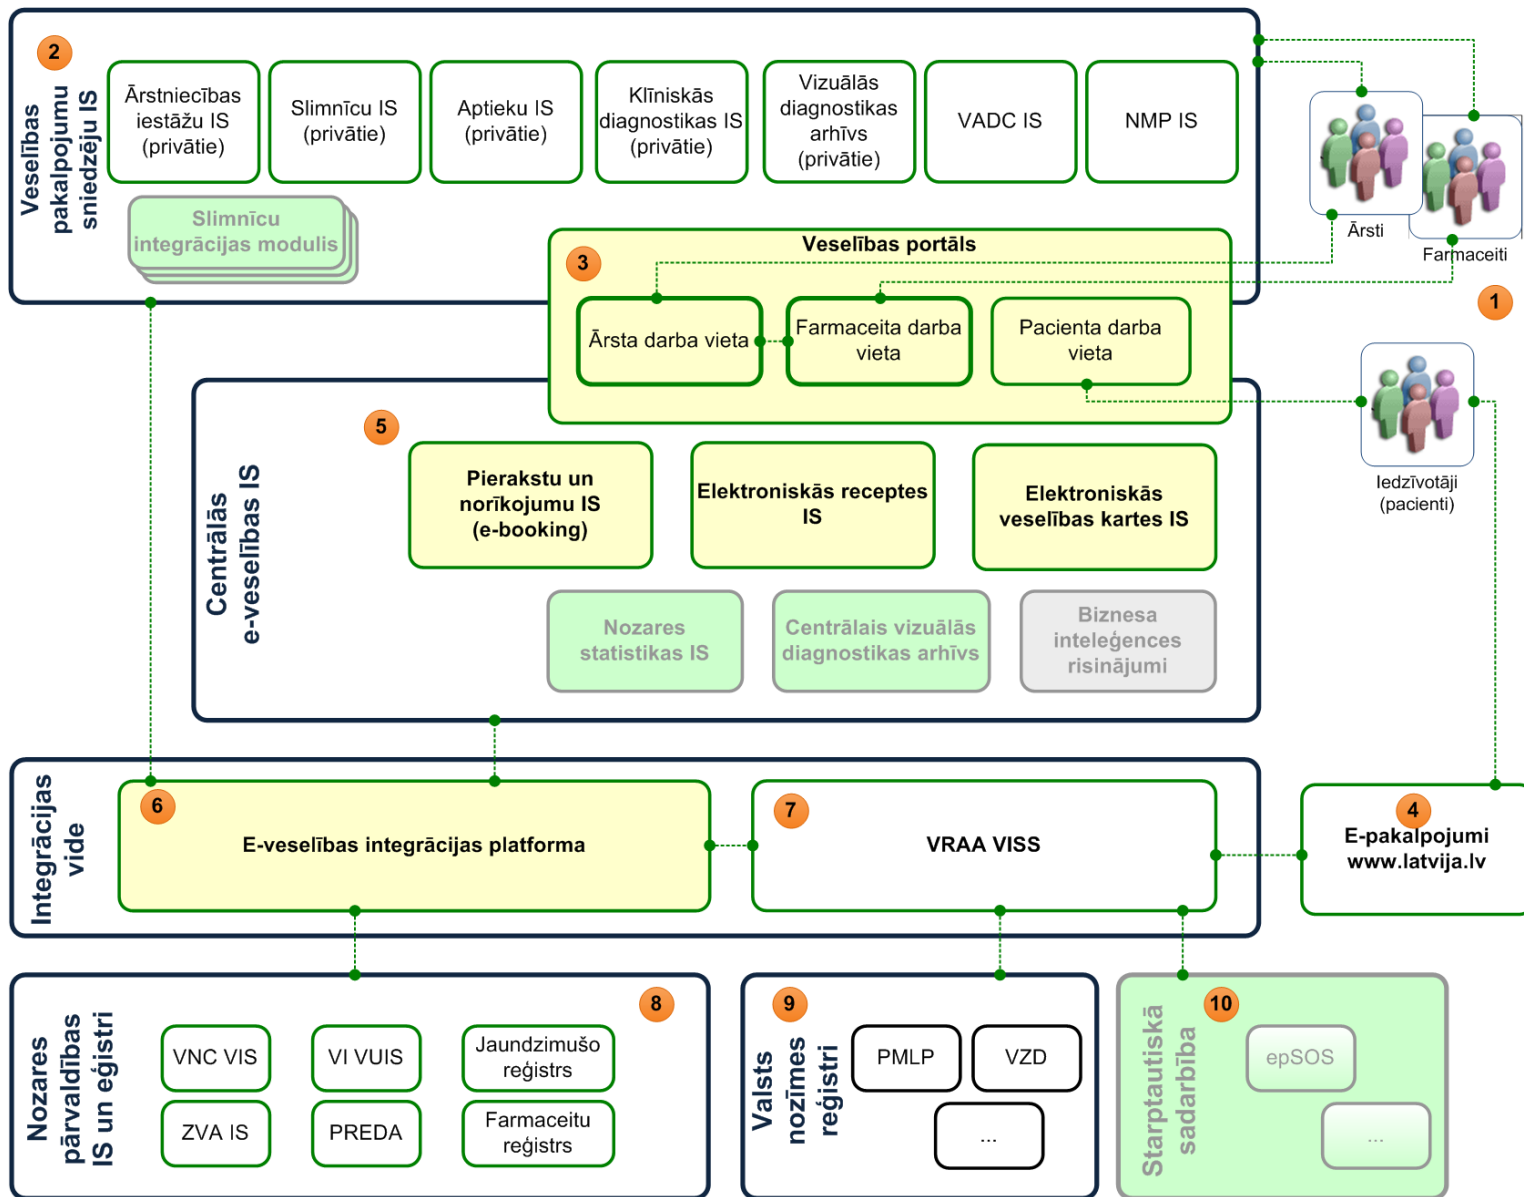 2
Veselības
pakalpojumu
sniedzēju IS
Ārstniecības
iestāžu IS
(privātie)
Slimnīcu IS
(privātie)
Aptieku IS
(privātie)
Klīniskās
diagnostikas IS
(privātie)
Vizuālās
diagnostikas
arhīvs
(privātie)
VADC IS
NMP IS
Slimnīcu
integrācijas modulis
Ārsti
Farmaceiti
1
3
Veselības portāls
Ārsta darba vieta
Farmaceita darba
vieta
Pacienta darba
vieta
Iedzīvotāji
(pacienti)
5
Centrālās
e-veselības IS
Pierakstu un
norīkojumu IS
(e-booking)
Elektroniskās receptes
IS
Elektroniskās
veselības kartes IS
Nozares
statistikas IS
Centrālais vizuālās
diagnostikas arhīvs
Biznesa
inteleģences
risinājumi
Integrācijas
vide
6
E-veselības integrācijas platforma
7
VRAA VISS
4
E-pakalpojumi
www.latvija.lv
Nozares
pārvaldības
IS un eģistri
8
VNC VIS
VI VUIS
Jaundzimušo
reģistrs
ZVA IS
PREDA
Farmaceitu
reģistrs
Valsts
nozīmes
reģistri
9
PMLP
VZD
...
Starptautiskā
sadarbība
10
epSOS
...